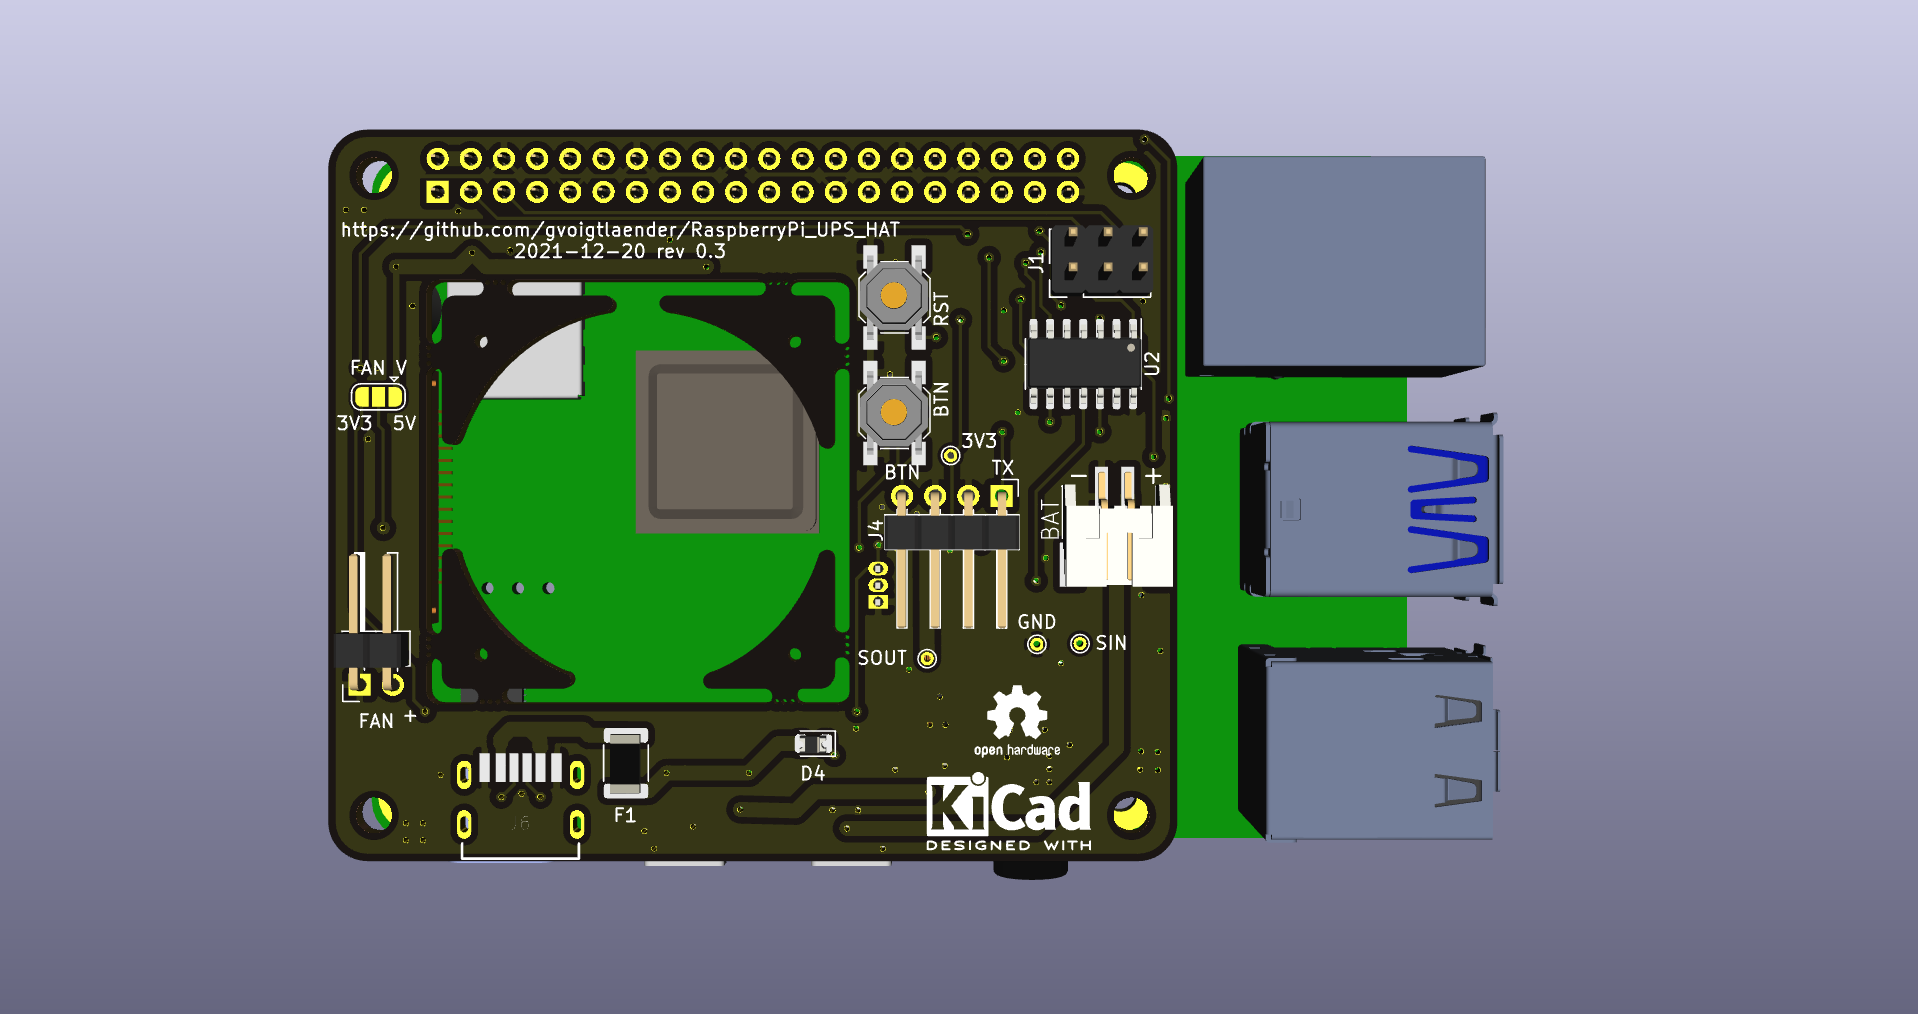 https://github.com/gvoigtlaender/RaspberryPi_UPS_HAT
2021-12-20 rev 0.3
J1
RST
U2
FAN V
3V3 5V
BTN
3V3
BTN
TX
- +
BAT
J4
GND
SIN
SOUT
FAN +
open hardware
D4
F1
J6
KiCad
DESIGNED WITH